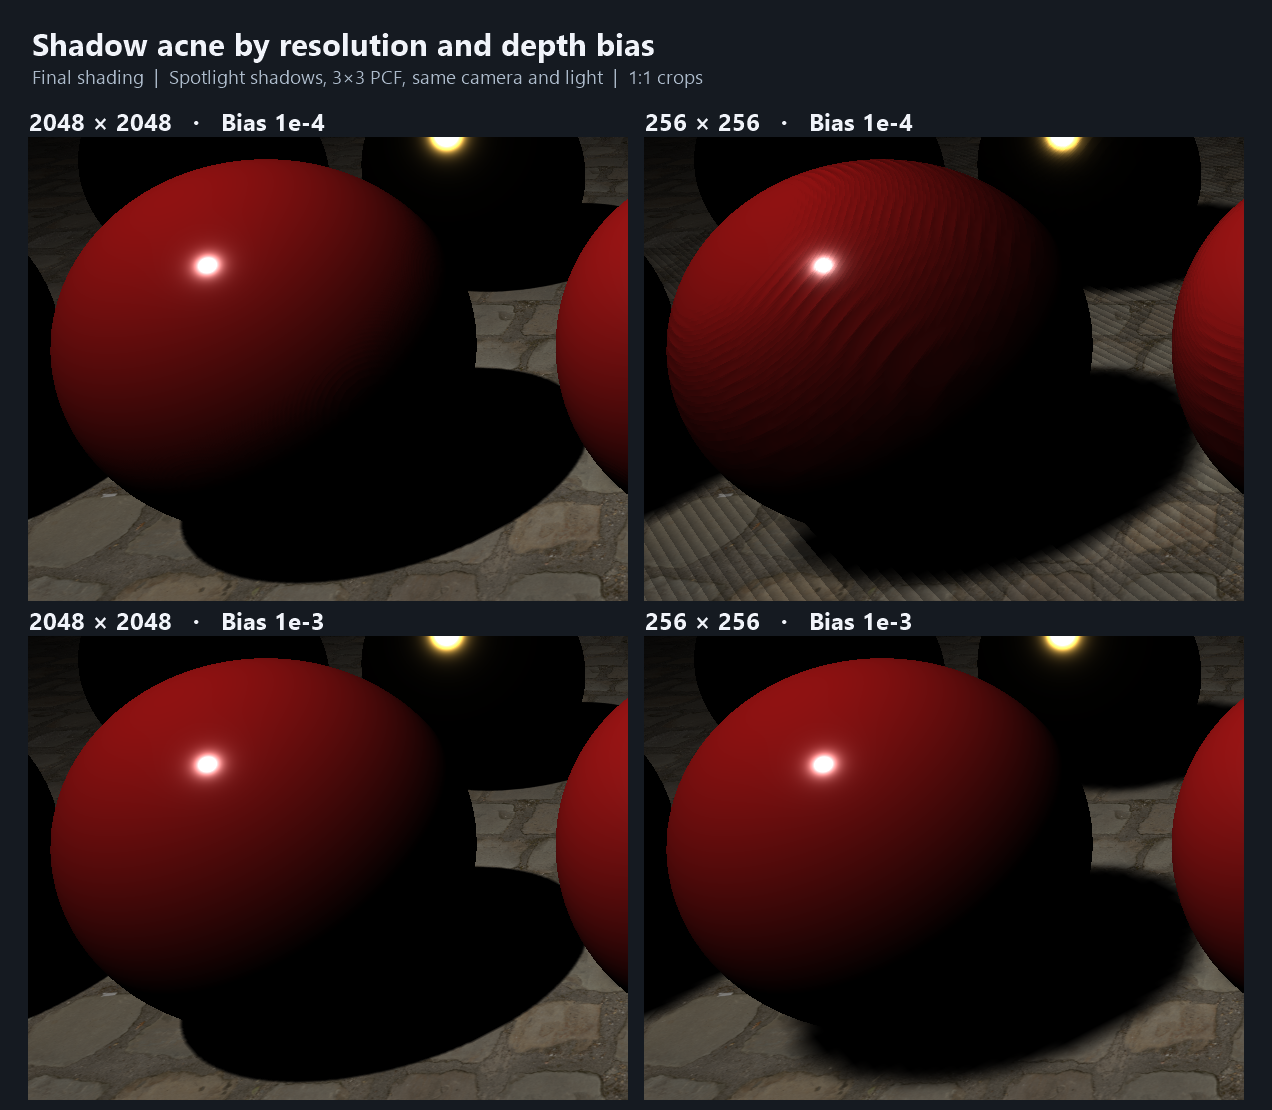 Shadow acne by resolution and depth bias
Final shading | Spotlight shadows, 3×3 PCF, same camera and light | 1:1 crops
2048 × 2048 · Bias 1e-4
256 × 256 · Bias 1e-4
2048 × 2048 · Bias 1e-3
256 × 256 · Bias 1e-3